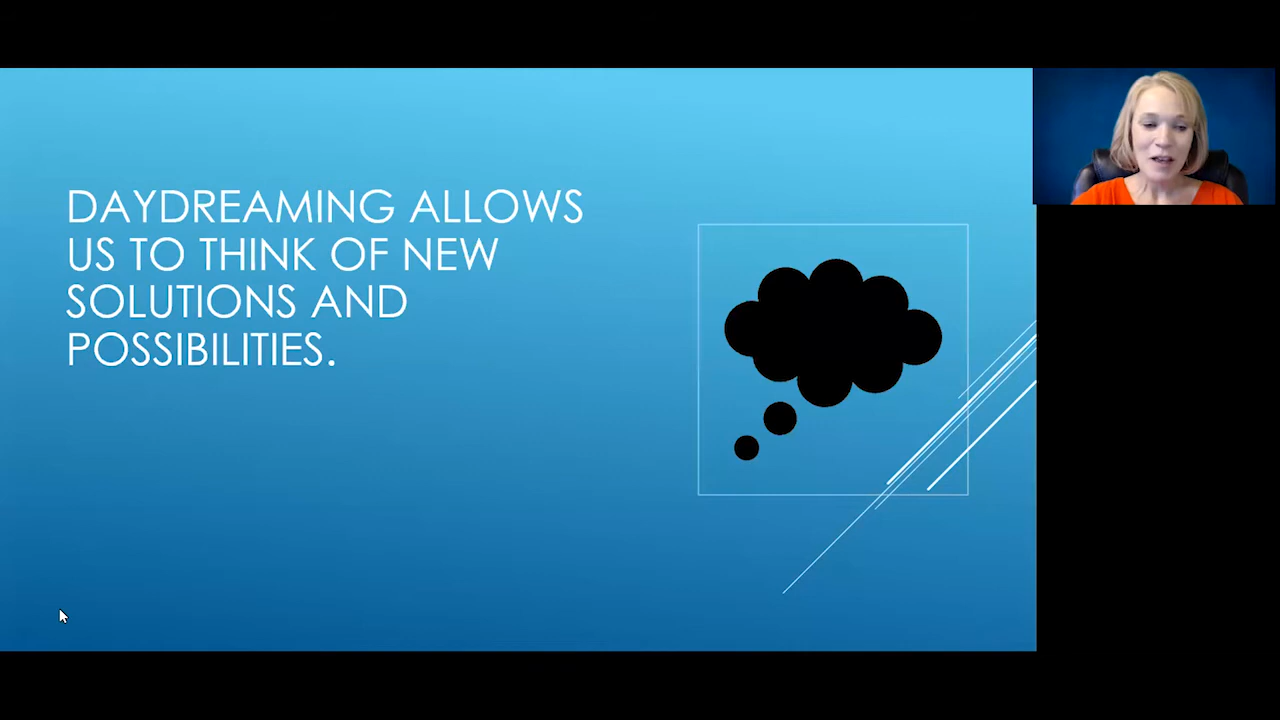 DAYDREAMING ALLOWS
US TO THINK OF NEW
SOLUTIONS AND
POSSIBILITIES.